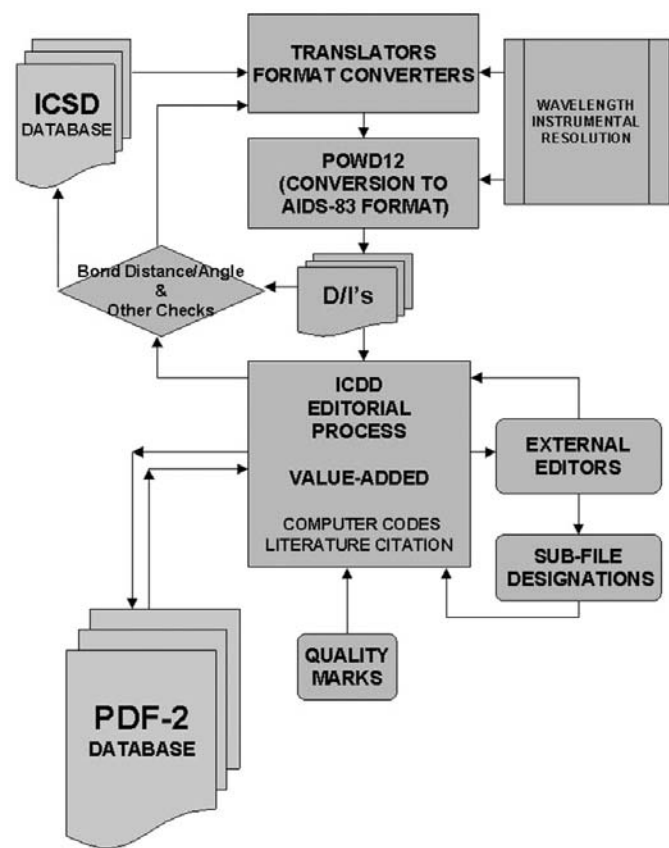 TRANSLATORS
FORMAT CONVERTERS
ICSD
DATABASE
WAVELENGTH
INSTRUMENTAL
RESOLUTION
POWD12
(CONVERSION TO
AIDS-83 FORMAT)
Bond Distance/Angle
&
Other Checks
D/I's
ICDD
EDITORIAL
PROCESS
VALUE-ADDED
COMPUTER CODES
LITERATURE CITATION
EXTERNAL
EDITORS
SUB-FILE
DESIGNATIONS
QUALITY
MARKS
PDF-2
DATABASE